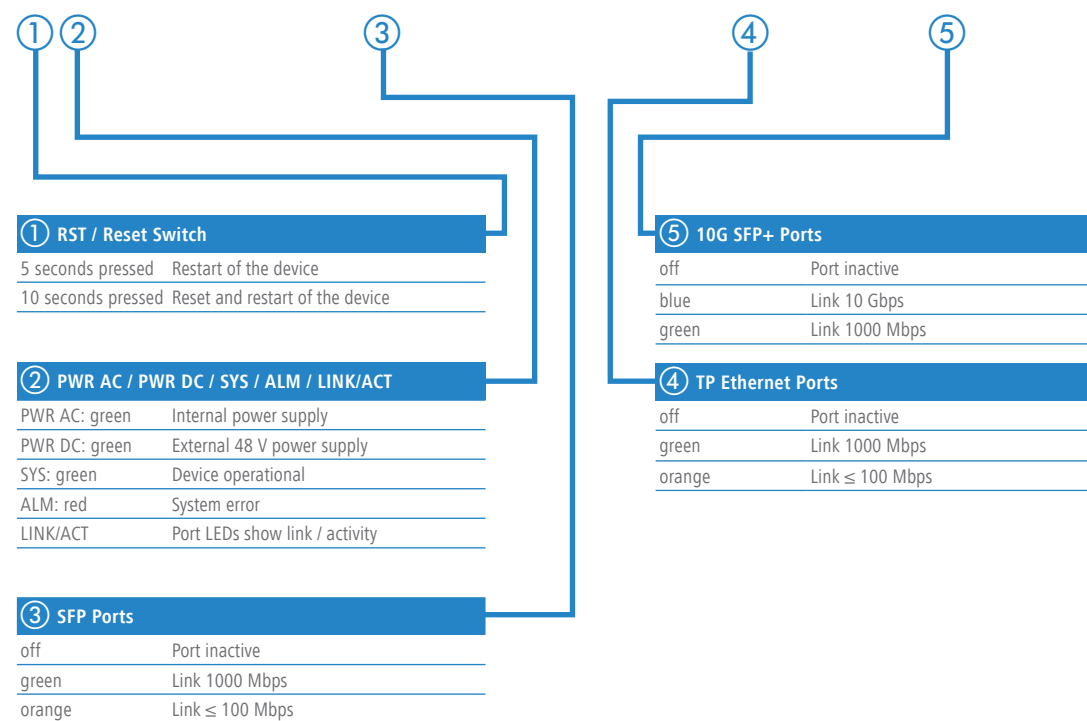 ① ② ③ ④ ⑤
① RST / Reset Switch
5 seconds pressed Restart of the device
10 seconds pressed Reset and restart of the device
② PWR AC / PWR DC / SYS / ALM / LINK/ACT
PWR AC: green Internal power supply
PWR DC: green External 48 V power supply
SYS: green Device operational
ALM: red System error
LINK/ACT Port LEDs show link / activity
③ SFP Ports
off Port inactive
green Link 1000 Mbps
orange Link ≤ 100 Mbps
⑤ 10G SFP+ Ports
off Port inactive
blue Link 10 Gbps
green Link 1000 Mbps
④ TP Ethernet Ports
off Port inactive
green Link 1000 Mbps
orange Link ≤ 100 Mbps